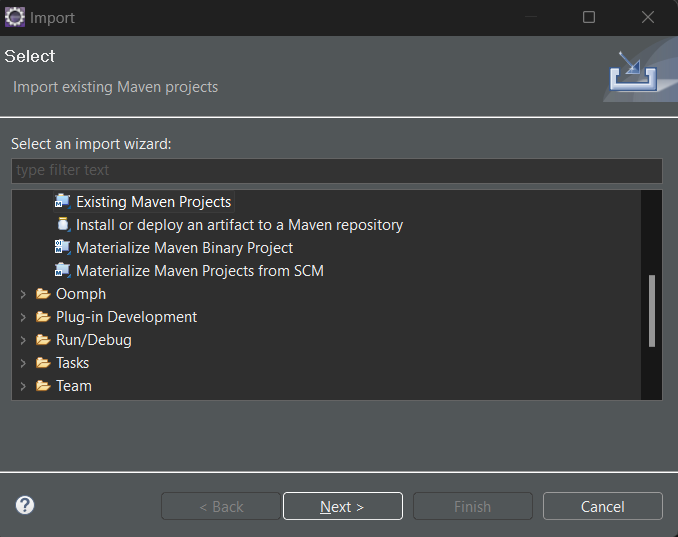 Import
Select
Import existing Maven projects
Select an import wizard:
type filter text
Existing Maven Projects
Install or deploy an artifact to a Maven repository
Materialize Maven Binary Project
Materialize Maven Projects from SCM
Oomph
Plug-in Development
Run/Debug
Tasks
Team
< Back Next > Finish Cancel